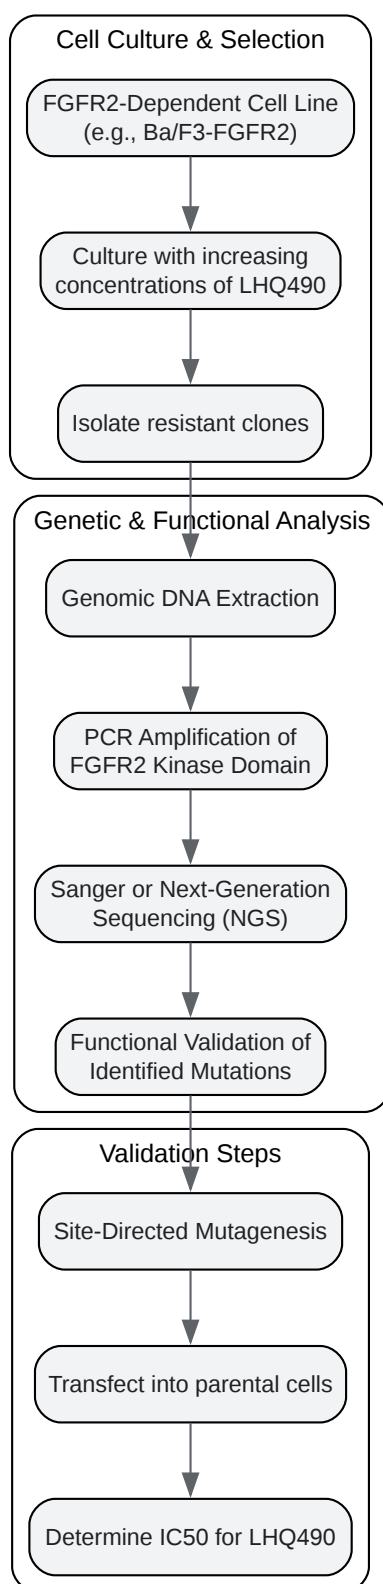 Cell Culture & Selection
FGFR2-Dependent Cell Line
(e.g., Ba/F3-FGFR2)
Culture with increasing
concentrations of LHQ490
Isolate resistant clones
Genetic & Functional Analysis
Genomic DNA Extraction
PCR Amplification of
FGFR2 Kinase Domain
Sanger or Next-Generation
Sequencing (NGS)
Functional Validation of
Identified Mutations
Validation Steps
Site-Directed Mutagenesis
Transfect into parental cells
Determine IC50 for LHQ490